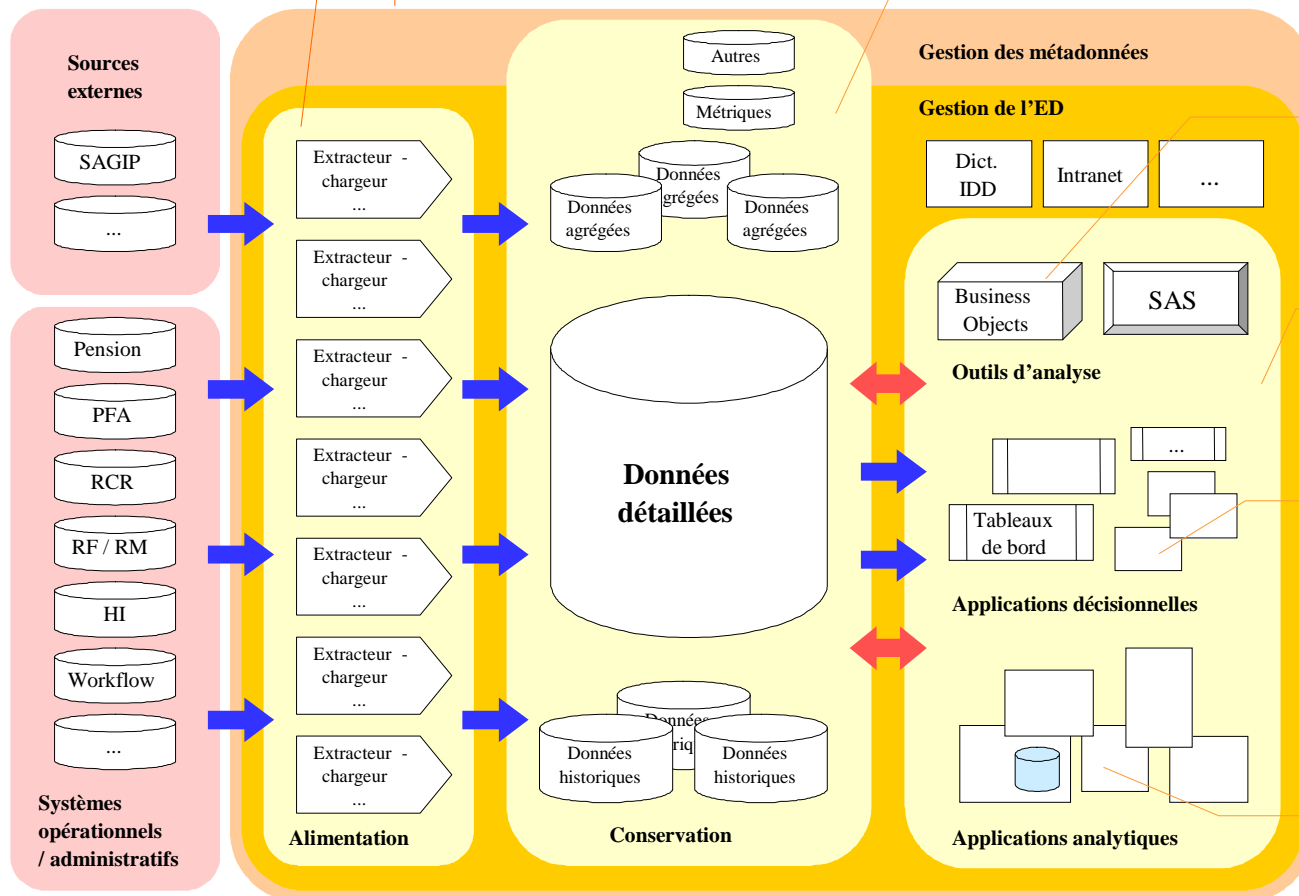 Sources
externes
SAGIP
...
Pension
PFA
RCR
RF / RM
HI
Workflow
...
Systèmes
opérationnels
/ administratifs
Extracteur -
chargeur
...
Extracteur -
chargeur
...
Extracteur -
chargeur
...
Extracteur -
chargeur
...
Extracteur -
chargeur
...
Extracteur -
chargeur
...
Extracteur -
chargeur
...
Alimentation
Autres
Métriques
Données
agrégées
Données
agrégées
Données
agrégées
Données
détaillées
Données
Données
historiques
Données
historiques
Conservation
Gestion des métadonnées
Gestion de l’ED
Dict.
IDD
Intranet
...
Business
Objects
SAS
Outils d’analyse
...
Tableaux
de bord
Applications décisionnelles
Applications analytiques